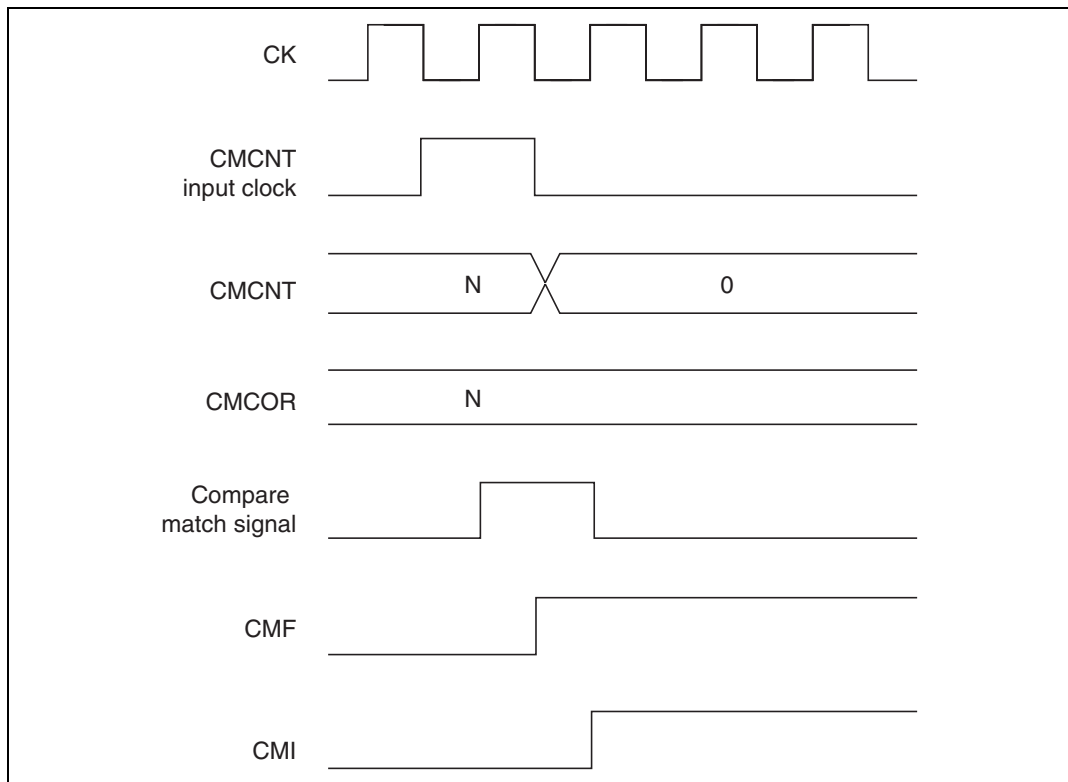 CK
CMCNT
input clock
CMCNT
N
0
CMCOR
N
Compare
match signal
CMF
CMI